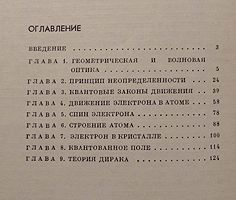 ОГЛАВЛЕНИЕ
ВВЕДЕНИЕ 3
ГЛАВА 1. ГЕОМЕТРИЧЕСКАЯ И ВОЛНОВАЯ
ОПТИКА 5
ГЛАВА 2. ПРИНЦИП НЕОПРЕДЕЛЕННОСТИ 24
ГЛАВА 3. КВАНТОВЫЕ ЗАКОНЫ ДВИЖЕНИЯ 39
ГЛАВА 4. ДВИЖЕНИЕ ЭЛЕКТРОНА В АТОМЕ 58
ГЛАВА 5. СПИН ЭЛЕКТРОНА 78
ГЛАВА 6. СТРОЕНИЕ АТОМА 88
ГЛАВА 7. ЭЛЕКТРОН В КРИСТАЛЛЕ 100
ГЛАВА 8. КВАНТОВАННОЕ ПОЛЕ 114
ГЛАВА 9. ТЕОРИЯ ДИРАКА 124